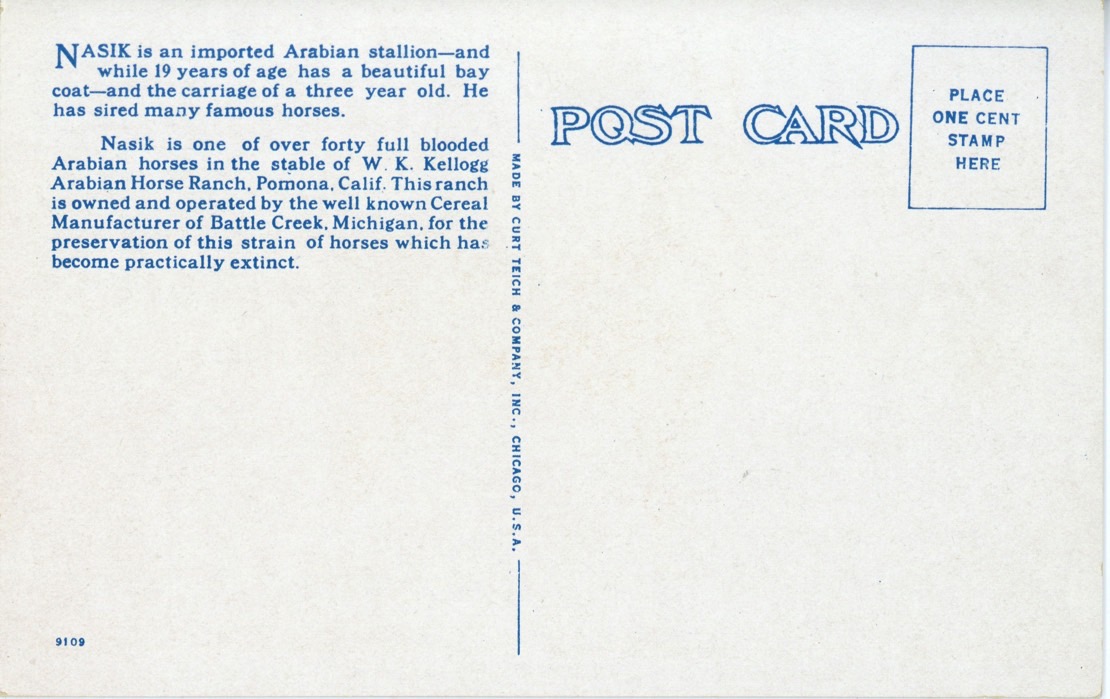 NASIK is an imported Arabian stallion—and
while 19 years of age has a beautiful bay
coat—and the carriage of a three year old. He
has sired many famous horses.
Nasik is one of over forty full blooded
Arabian horses in the stable of W. K. Kellogg
Arabian Horse Ranch, Pomona, Calif. This ranch
is owned and operated by the well known Cereal
Manufacturer of Battle Creek, Michigan, for the
preservation of this strain of horses which has
become practically extinct.
9109
MADE BY CURT TEICH & COMPANY, INC., CHICAGO, U.S.A.
POST CARD
PLACE
ONE CENT
STAMP
HERE